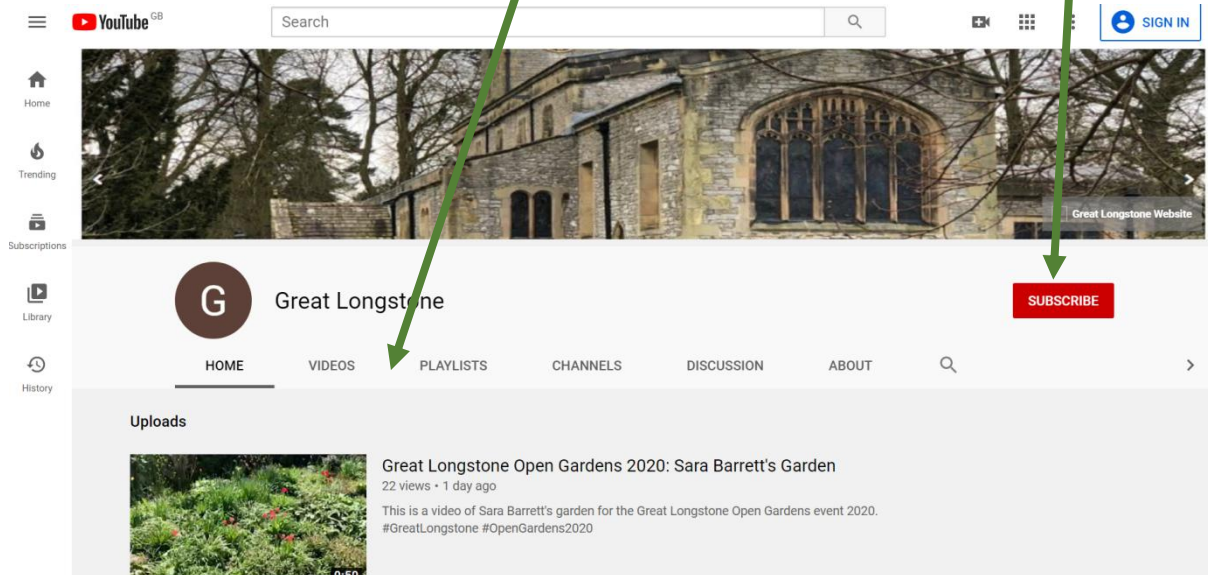 YouTube GB
Search
SIGN IN
Home
Trending
Subscriptions
Library
History
Great Longstone Website
G
Great Longstone
SUBSCRIBE
HOME VIDEOS PLAYLISTS CHANNELS DISCUSSION ABOUT
Uploads
Great Longstone Open Gardens 2020: Sara Barrett's Garden
22 views • 1 day ago
This is a video of Sara Barrett's garden for the Great Longstone Open Gardens event 2020.
#GreatLongstone #OpenGardens2020
0:50